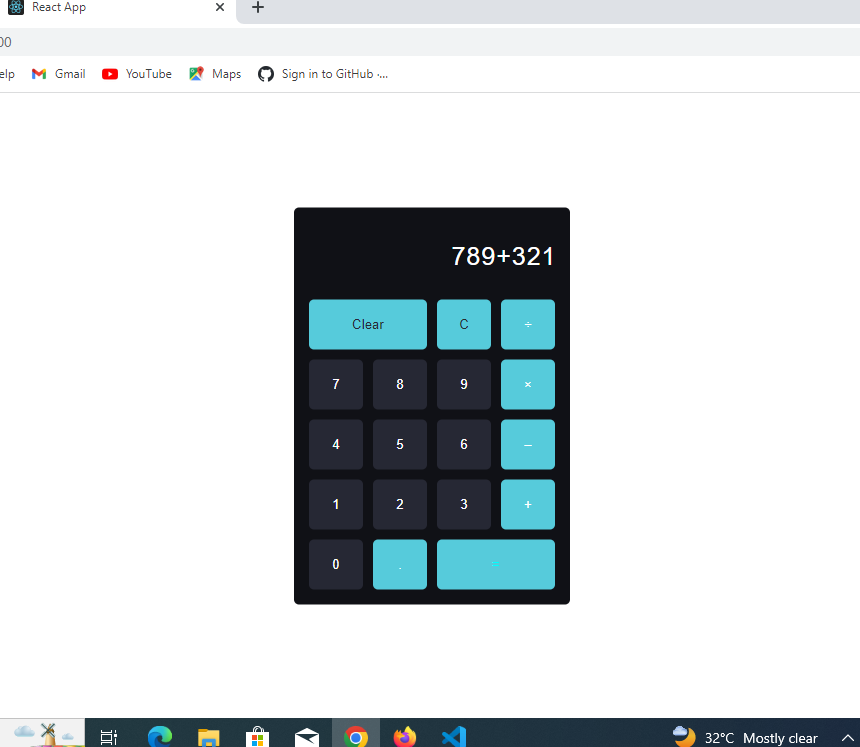 React App
00
elp Gmail YouTube Maps Sign in to GitHub ·...
789+321
Clear C ÷
7 8 9 ×
4 5 6 –
1 2 3 +
0 . =
32°C Mostly clear